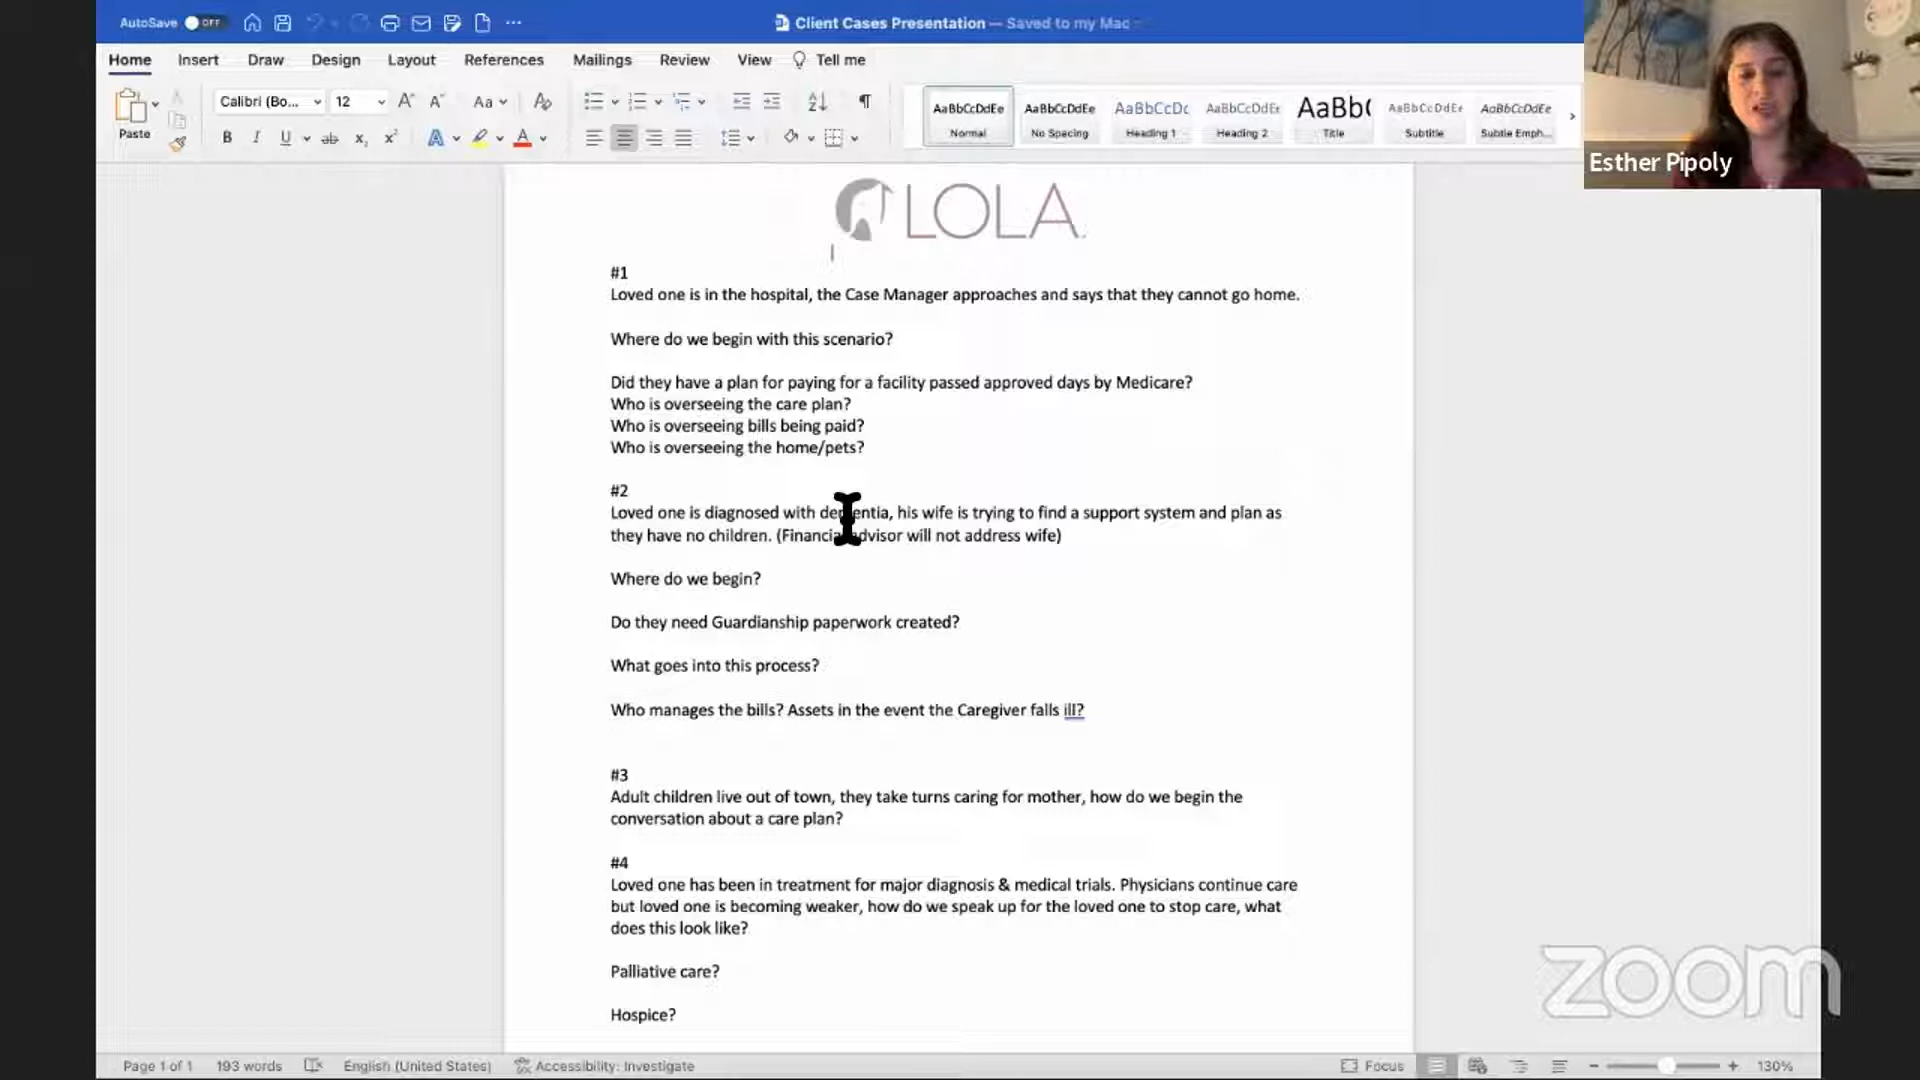 AutoSave OFF
Client Cases Presentation — Saved to my Mac
Home Insert Draw Design Layout References Mailings Review View Tell me
Paste
Calibri (Bo... 12
AaBbCcDdEe
Normal
AaBbCcDdEe
No Spacing
AaBbCcDc
Heading 1
AaBbCcDdEe
Heading 2
AaBb(
Title
AaBbCcDdEe
Subtitle
AaBbCcDdEe
Subtle Emph...
Esther Pipoly
LOLA
#1
Loved one is in the hospital, the Case Manager approaches and says that they cannot go home.
Where do we begin with this scenario?
Did they have a plan for paying for a facility passed approved days by Medicare?
Who is overseeing the care plan?
Who is overseeing bills being paid?
Who is overseeing the home/pets?
#2
Loved one is diagnosed with dementia, his wife is trying to find a support system and plan as
they have no children. (Financial advisor will not address wife)
Where do we begin?
Do they need Guardianship paperwork created?
What goes into this process?
Who manages the bills? Assets in the event the Caregiver falls ill?
#3
Adult children live out of town, they take turns caring for mother, how do we begin the
conversation about a care plan?
#4
Loved one has been in treatment for major diagnosis & medical trials. Physicians continue care
but loved one is becoming weaker, how do we speak up for the loved one to stop care, what
does this look like?
Palliative care?
Hospice?
zoom
Page 1 of 1 193 words English (United States) Accessibility: Investigate Focus 130%